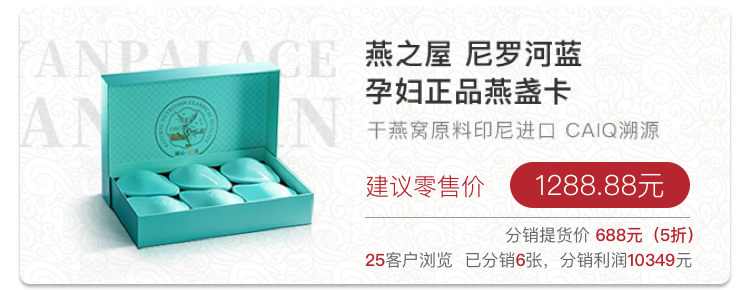 YANPALACE
燕之屋 尼罗河蓝
孕妇正品燕盏卡
干燕窝原料印尼进口 CAIQ溯源
建议零售价 1288.88元
分销提货价 688元（5折）
25客户浏览 已分销6张，分销利润10349元